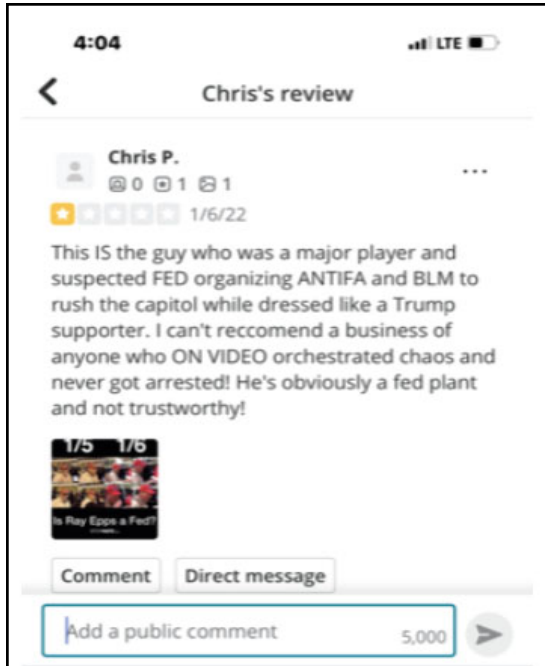 4:04 LTE
Chris's review
Chris P.
0 1 1
1/6/22
This IS the guy who was a major player and
suspected FED organizing ANTIFA and BLM to
rush the capitol while dressed like a Trump
supporter. I can't reccomend a business of
anyone who ON VIDEO orchestrated chaos and
never got arrested! He's obviously a fed plant
and not trustworthy!
1/5 1/6
Is Ray Epps a Fed?
Comment Direct message
Add a public comment 5,000